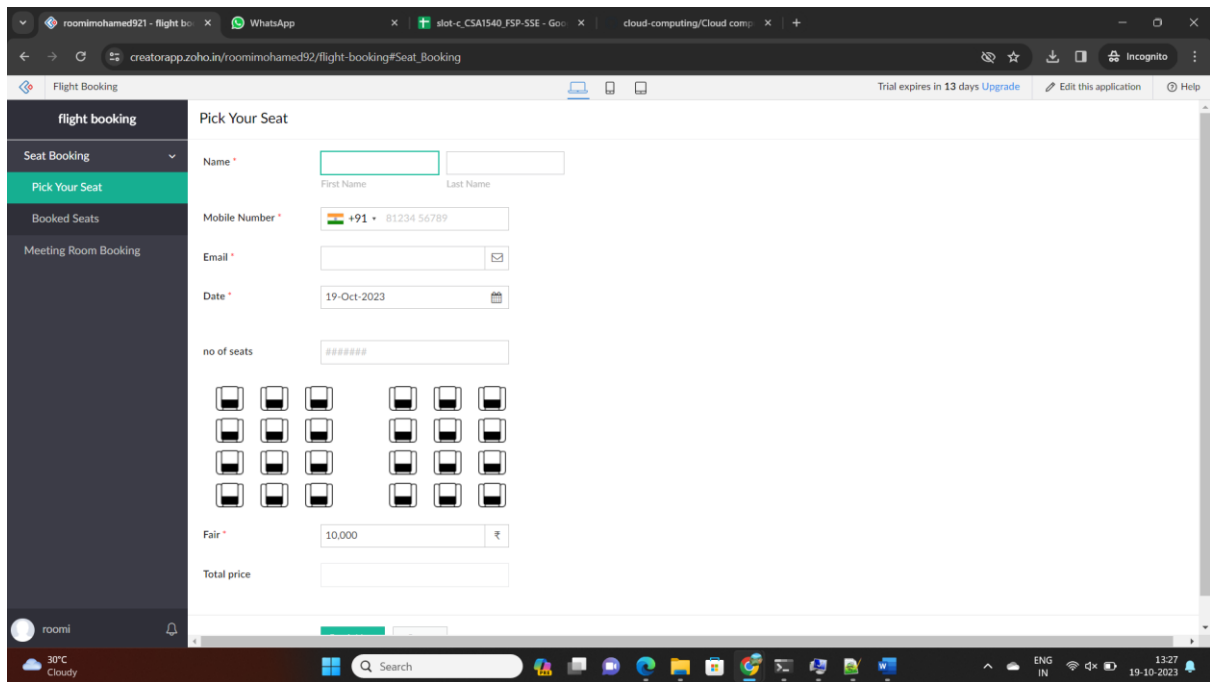 roomimohamed921 - flight bo
WhatsApp
slot-c_CSA1540_FSP-SSE - Goo
cloud-computing/Cloud comp
creatorapp.zoho.in/roomimohamed92/flight-booking#Seat_Booking
Incognito
Flight Booking
Trial expires in 13 days Upgrade
Edit this application
Help
flight booking
Seat Booking
Pick Your Seat
Booked Seats
Meeting Room Booking
roomi
Pick Your Seat
Name *
First Name Last Name
Mobile Number * +91 81234 56789
Email *
Date * 19-Oct-2023
no of seats #######
Fair * 10,000 ₹
Total price
30°C
Cloudy
Search
ENG
IN
13:27
19-10-2023